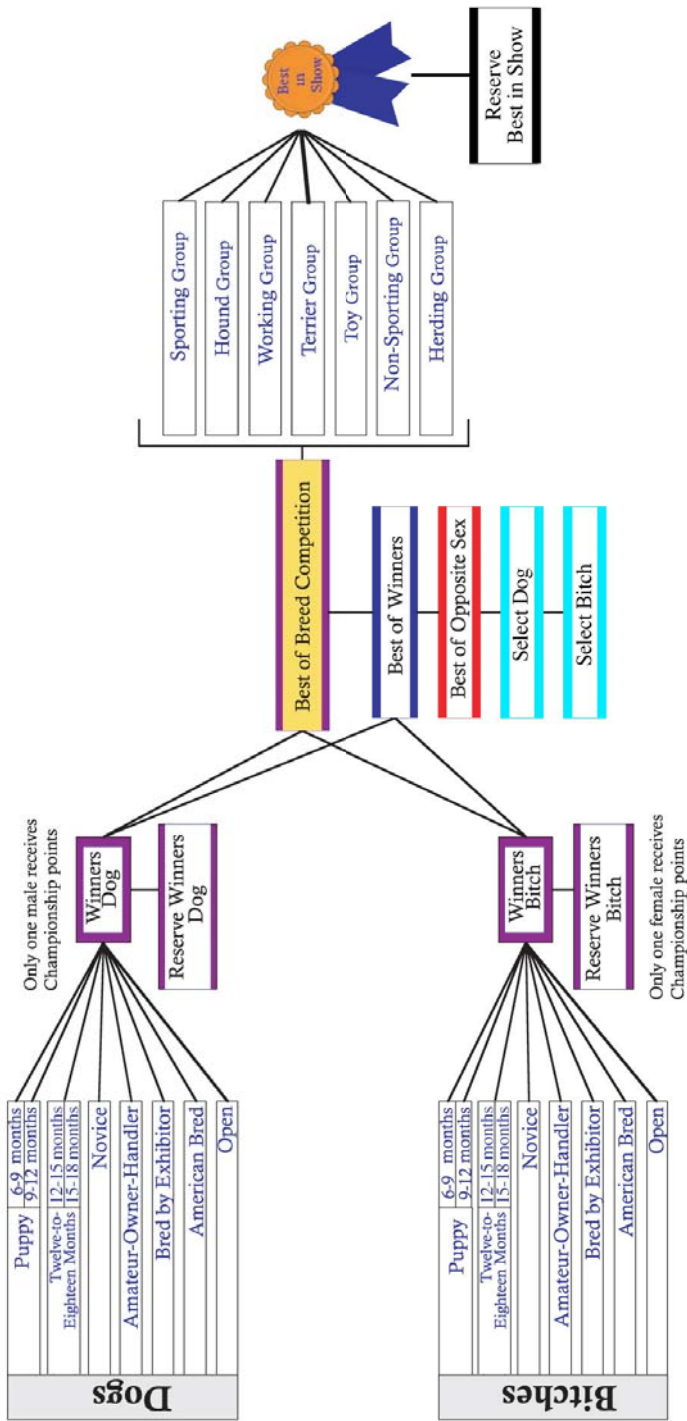 Dogs
Puppy
6-9 months
9-12 months
Twelve-to-
Eighteen Months
12-15 months
15-18 months
Novice
Amateur-Owner-Handler
Bred by Exhibitor
American Bred
Open
Only one male receives
Championship points
Winners
Dog
Reserve Winners
Dog
Bitches
Puppy
6-9 months
9-12 months
Twelve-to-
Eighteen Months
12-15 months
15-18 months
Novice
Amateur-Owner-Handler
Bred by Exhibitor
American Bred
Open
Winners
Bitch
Reserve Winners
Bitch
Only one female receives
Championship points
Best of Breed Competition
Best of Winners
Best of Opposite Sex
Select Dog
Select Bitch
Sporting Group
Hound Group
Working Group
Terrier Group
Toy Group
Non-Sporting Group
Herding Group
Best
in
Show
Reserve
Best in Show